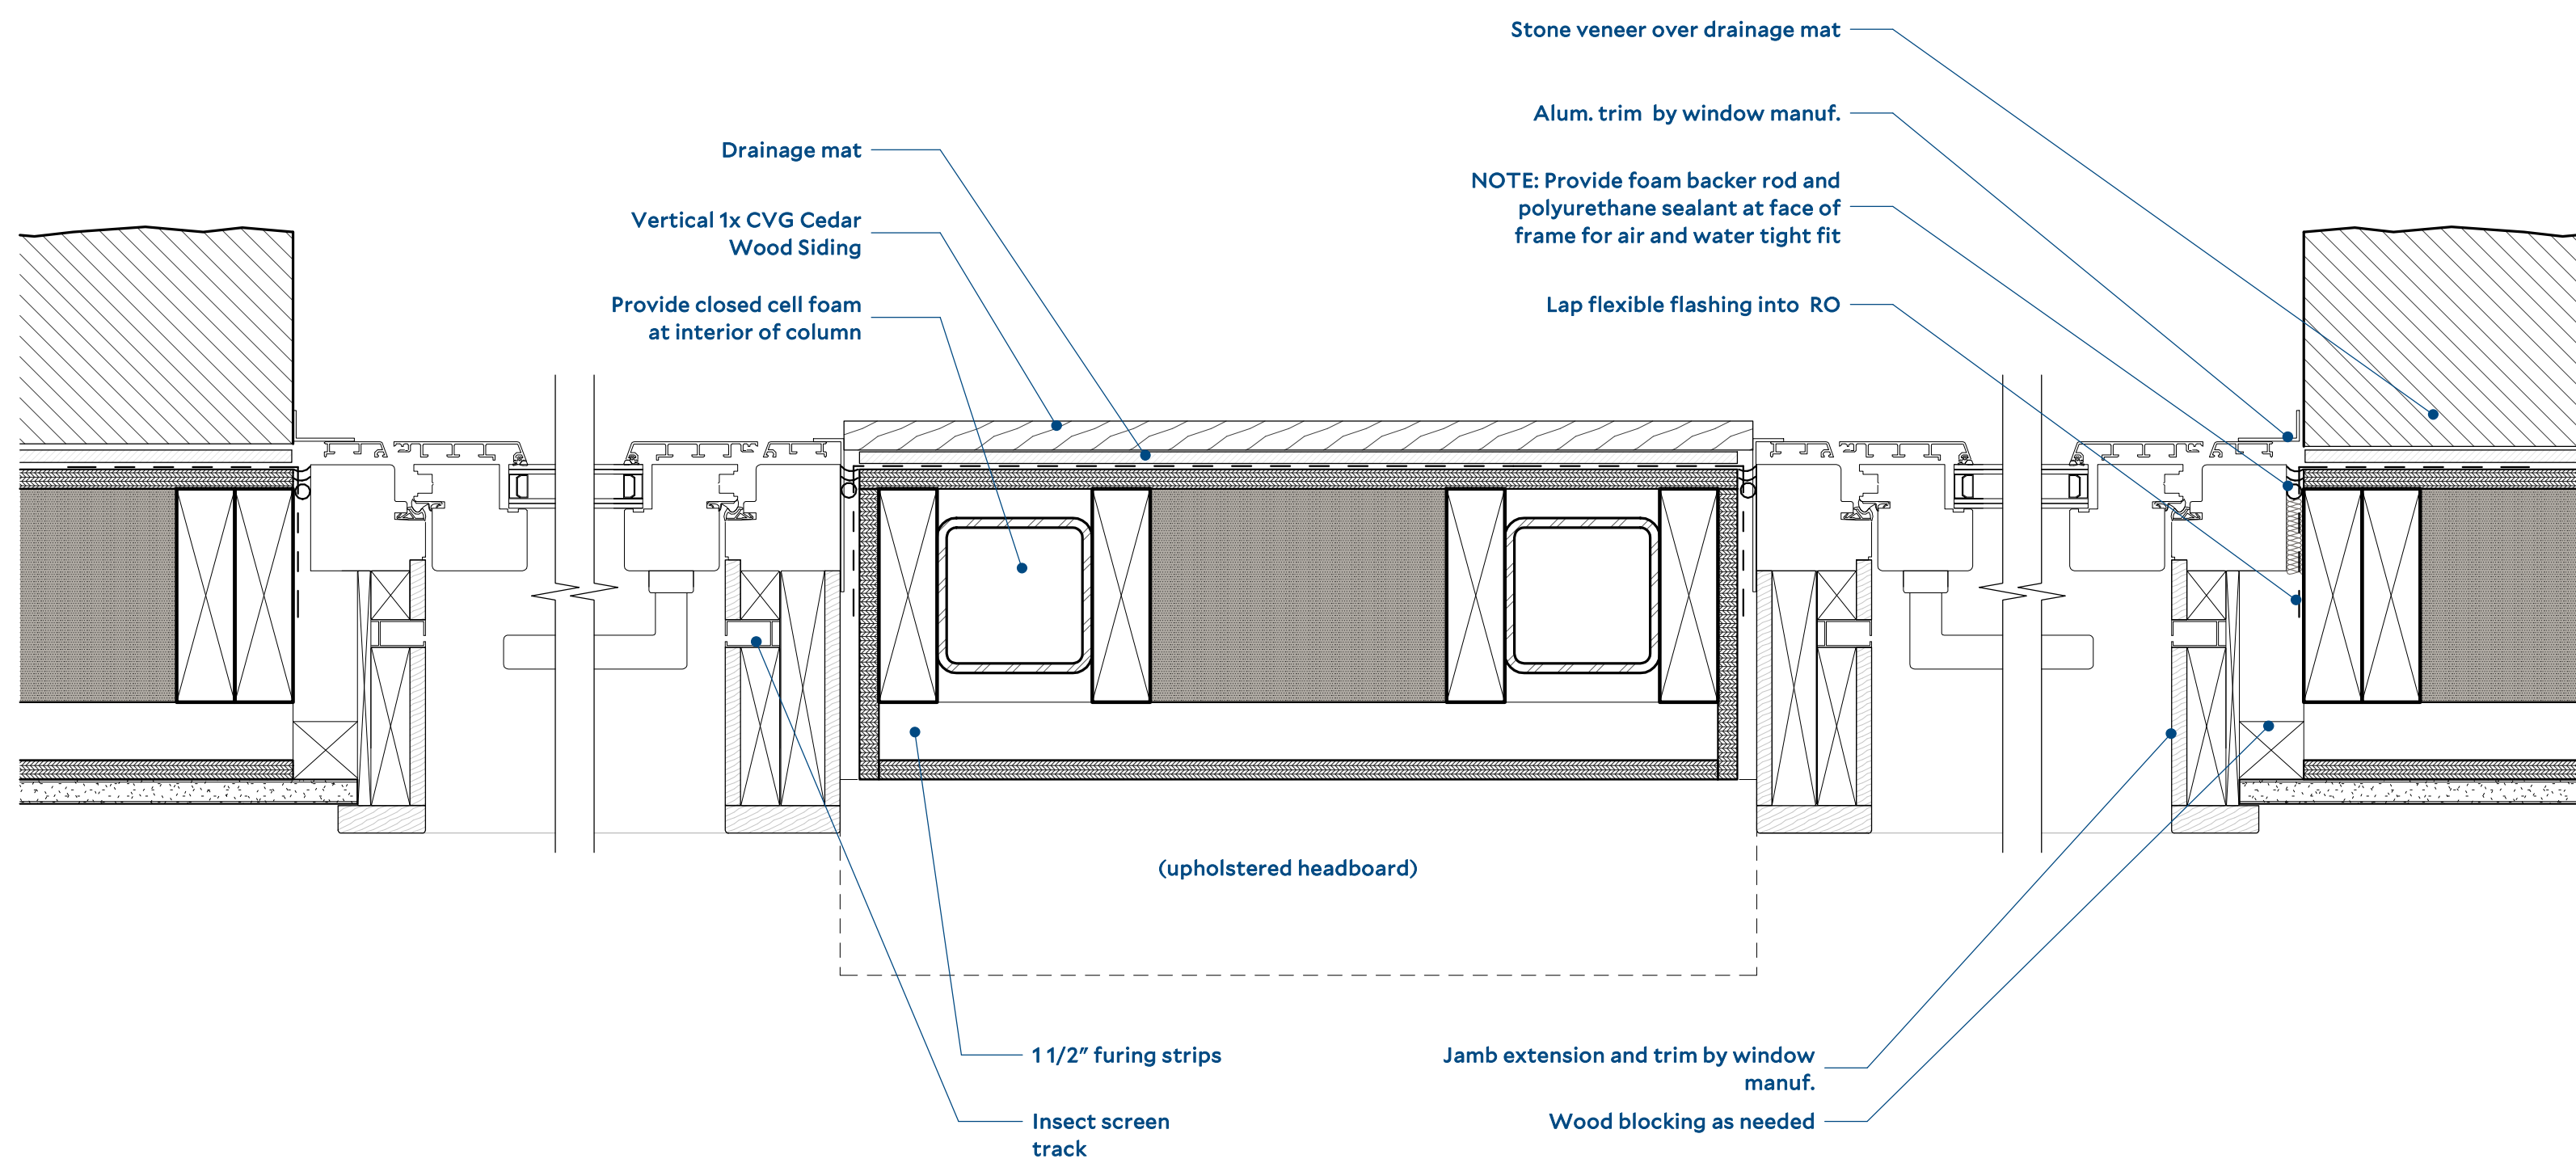 Stone veneer over drainage mat
Alum. trim  by window manuf.
Drainage mat
NOTE: Provide foam backer rod and
polyurethane sealant at face of
frame for air and water tight fit
Vertical 1x CVG Cedar
Wood Siding
Provide closed cell foam
at interior of column
Lap flexible flashing into  RO
(upholstered headboard)
1 1/2" furing strips
Jamb extension and trim by window
manuf.
Insect screen
track
Wood blocking as needed